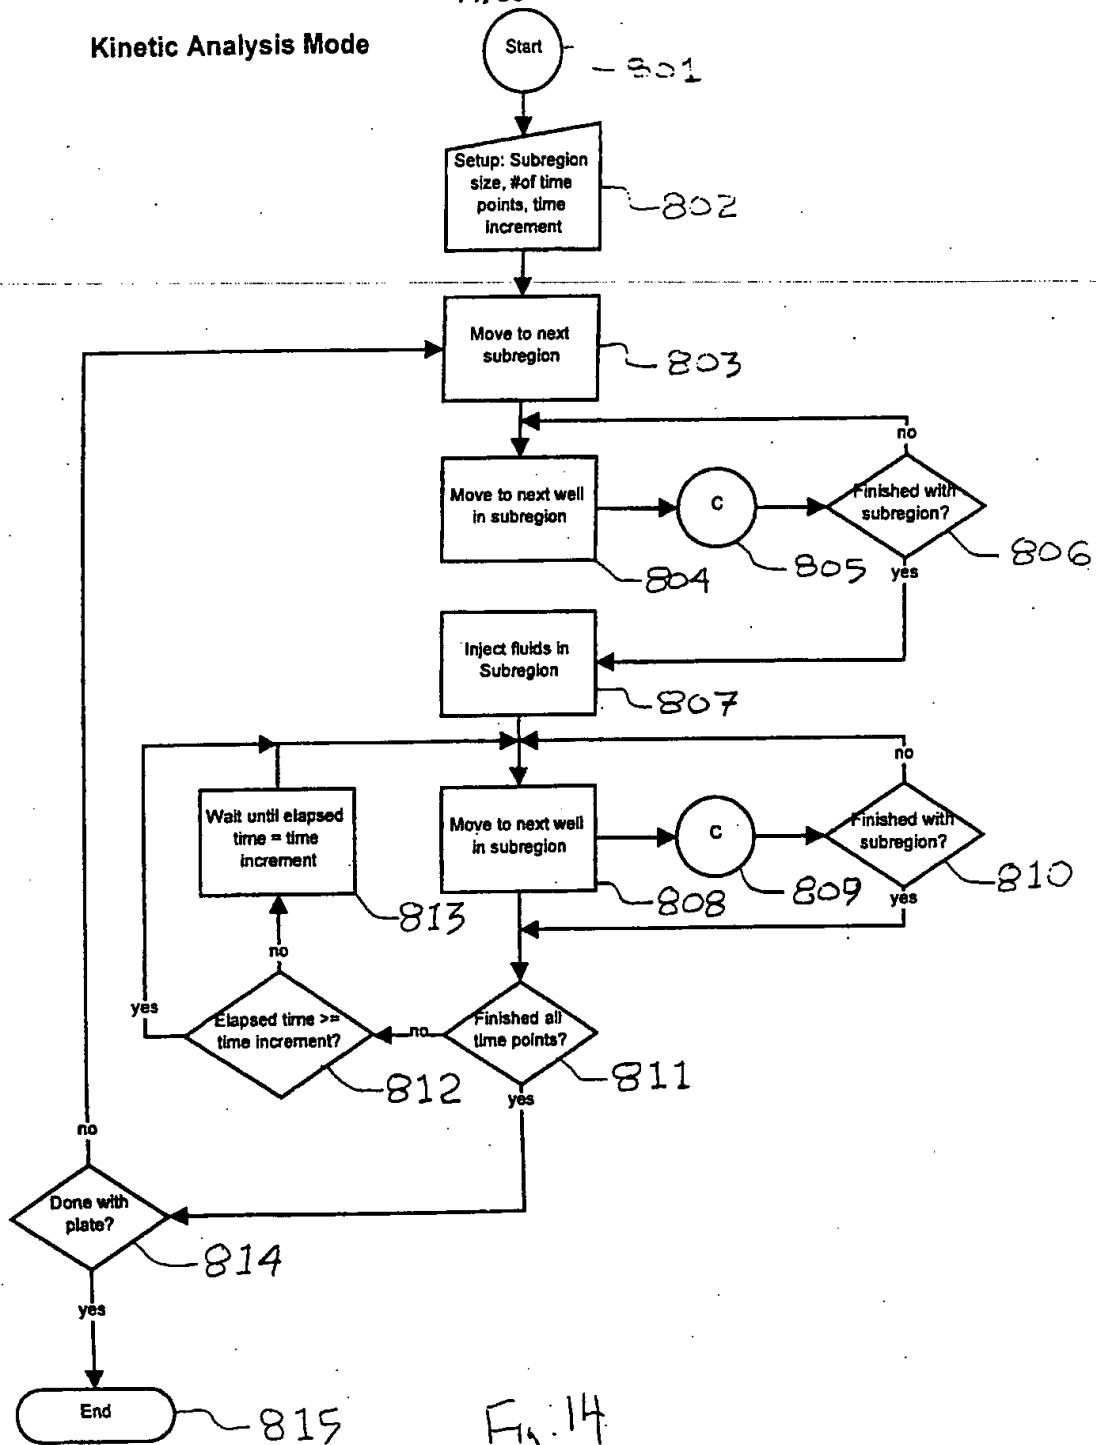 Kinetic Analysis Mode
Start
801
Setup: Subregion
size, #of time
points, time
increment
802
Move to next
subregion
803
no
Move to next well
in subregion
C
Finished with
subregion?
804
805
806
yes
Inject fluids in
Subregion
807
no
Wait until elapsed
time = time
increment
Move to next well
in subregion
C
Finished with
subregion?
813
808
809
810
yes
no
yes
Elapsed time >=
time increment?
no
Finished all
time points?
812
811
yes
no
Done with
plate?
814
yes
End
815
Fig. 14